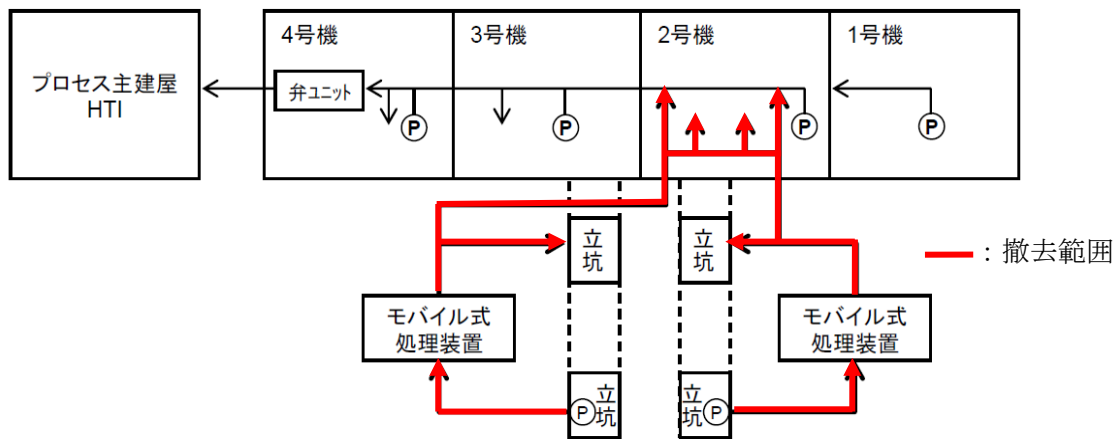 プロセス主建屋
HTI
4号機
3号機
2号機
1号機
弁ユニット
P
P
P
P
立
坑
立
坑
:撤去範囲
モバイル式
処理装置
モバイル式
処理装置
P
立
坑
立
坑
P